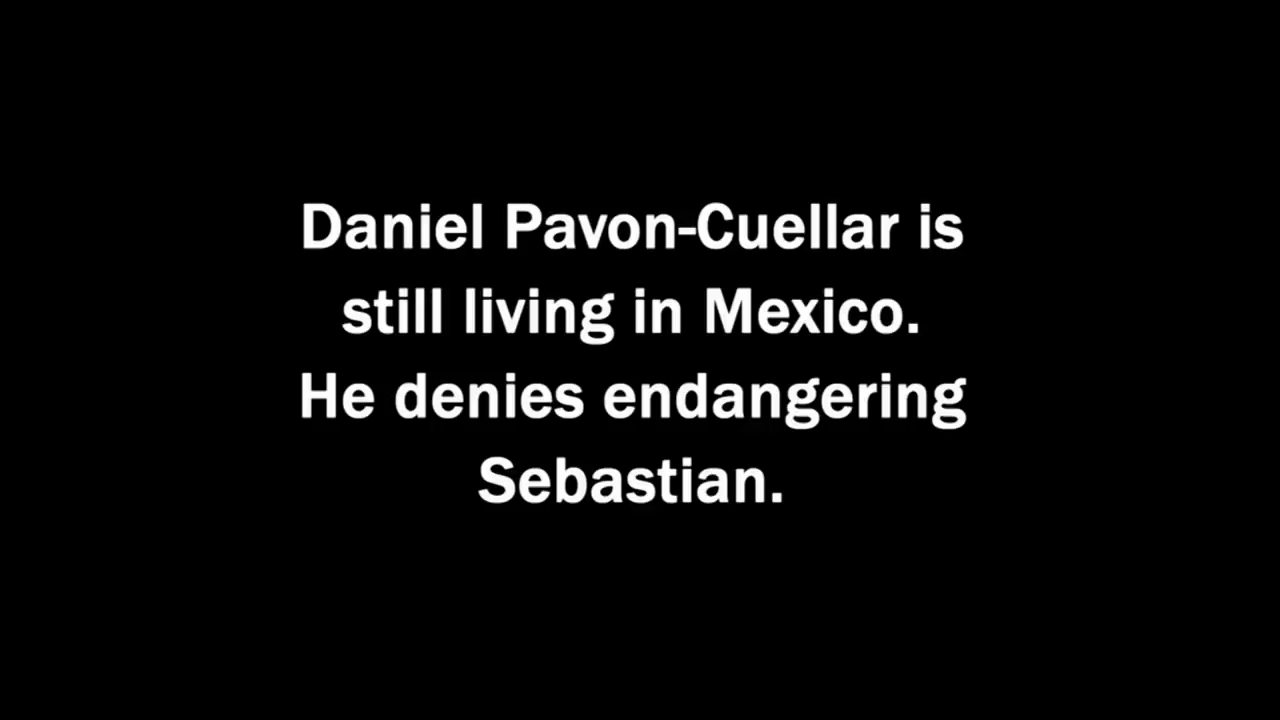 Daniel Pavon-Cuellar is
still living in Mexico.
He denies endangering
Sebastian.